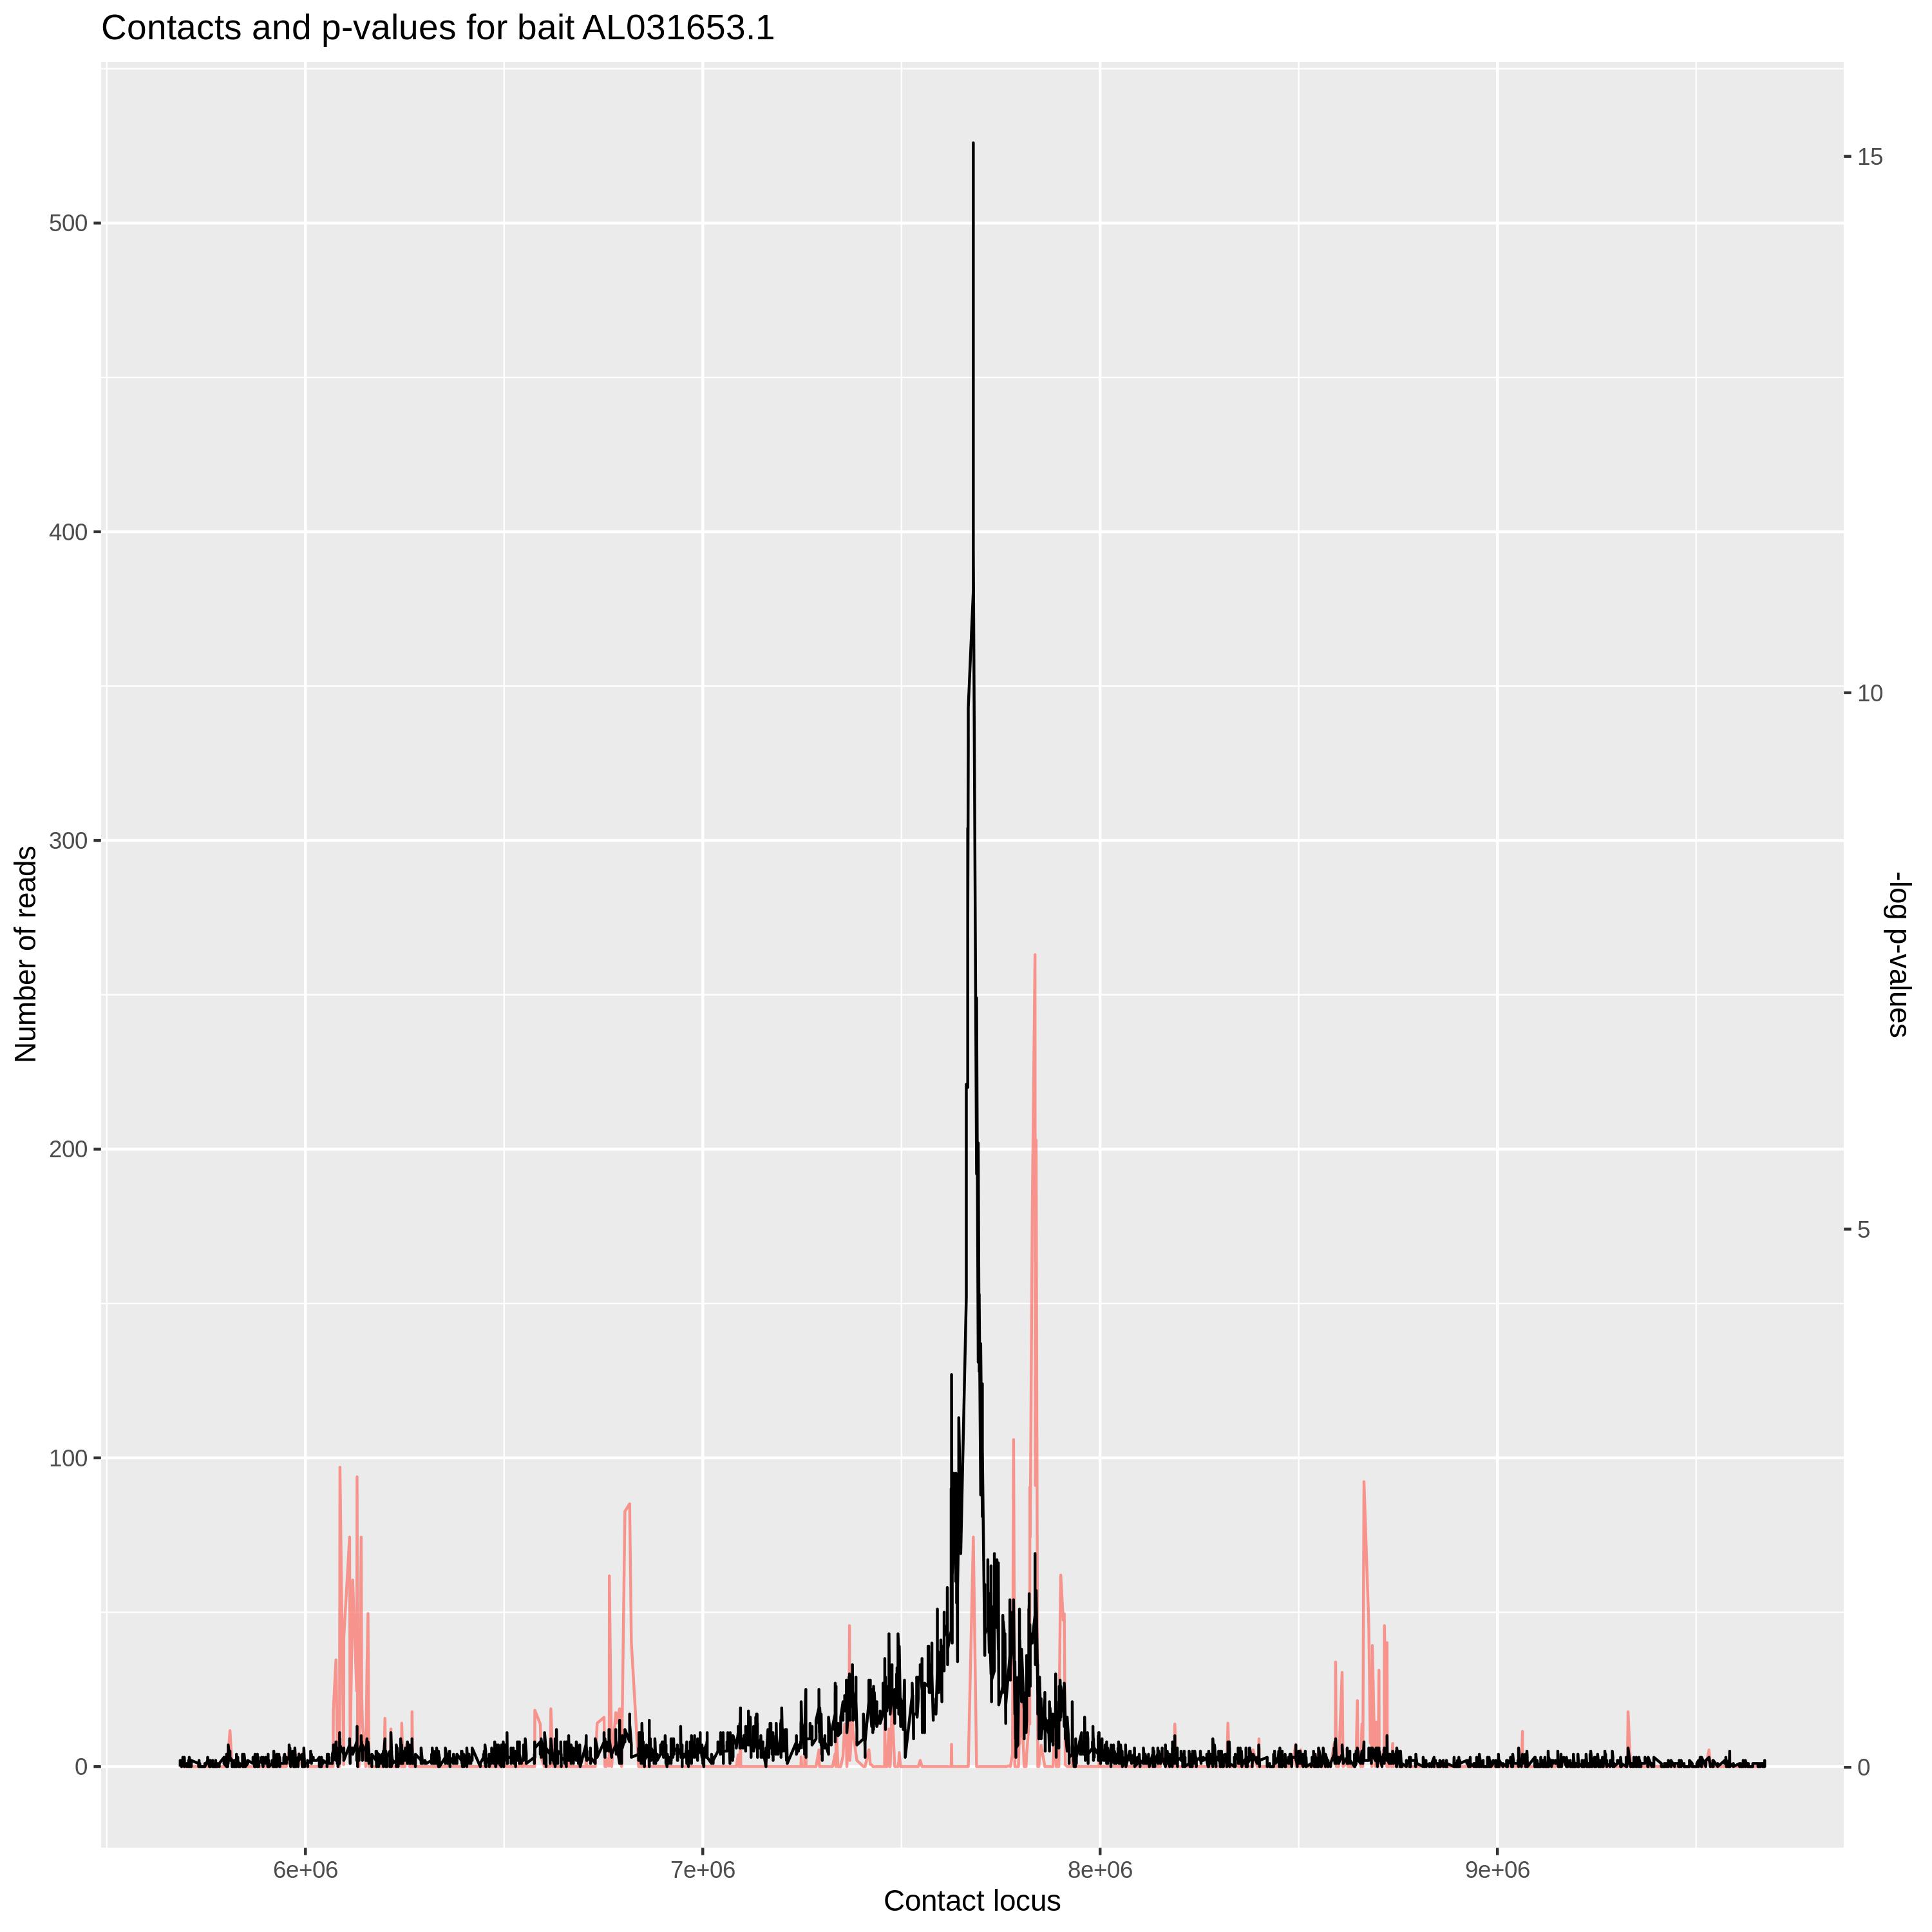 Contacts and p-values for bait AL031653.1
500
400
300
200
100
0
Number of reads
15
10
5
0
-log p-values
6e+06
7e+06
8e+06
9e+06
Contact locus